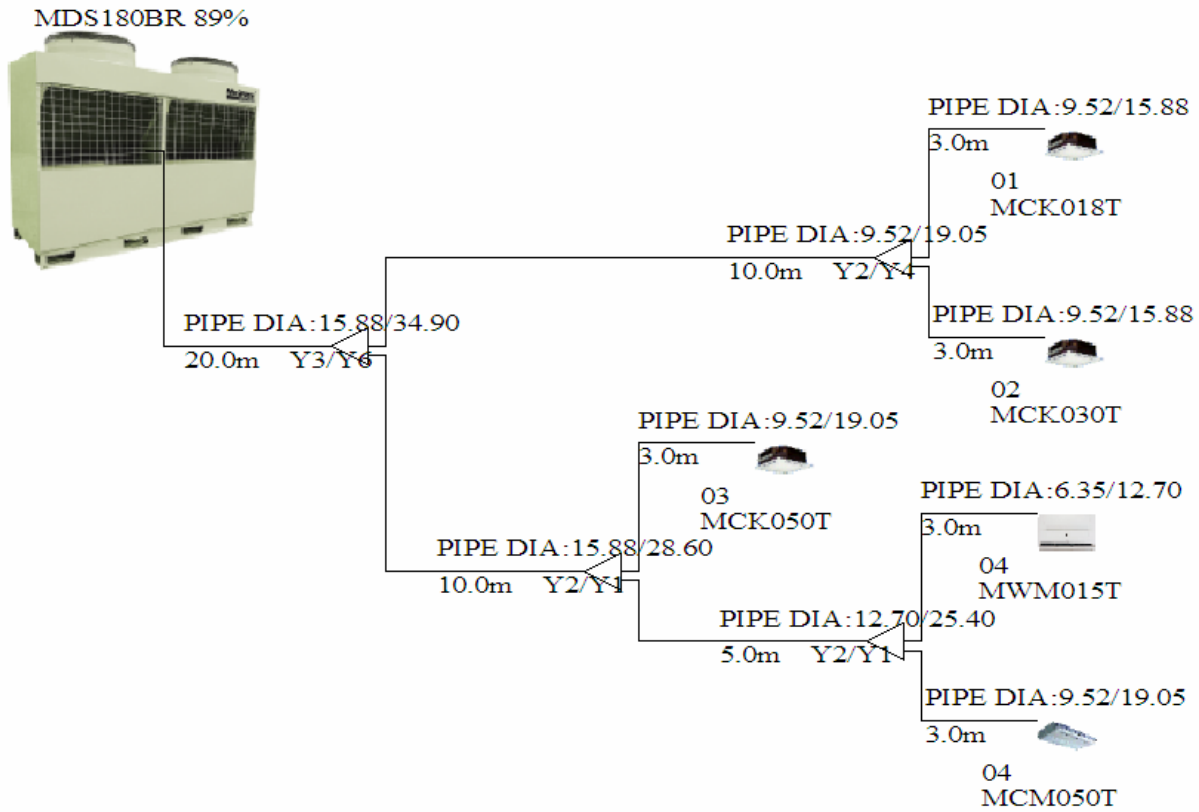 MDS180BR 89%
PIPE DIA:9.52/15.88
3.0m
01
MCK018T
PIPE DIA:9.52/19.05
10.0m Y2/Y4
PIPE DIA:9.52/15.88
3.0m
02
MCK030T
PIPE DIA:15.88/34.90
20.0m Y3/Y6
PIPE DIA:9.52/19.05
3.0m
03
MCK050T
PIPE DIA:15.88/28.60
10.0m Y2/Y1
PIPE DIA:6.35/12.70
3.0m
04
MWM015T
PIPE DIA:12.70/25.40
5.0m Y2/Y1
PIPE DIA:9.52/19.05
3.0m
04
MCM050T